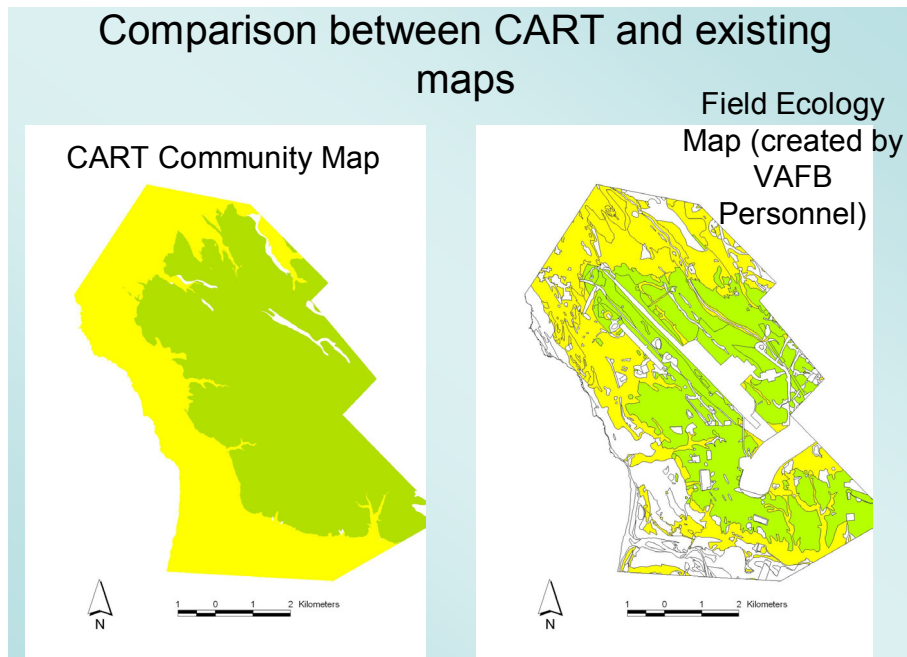 Comparison between CART and existing
maps
CART Community Map
Field Ecology
Map (created by
VAFB
Personnel)
N
1 0 1 2 Kilometers
N
1 0 1 2 Kilometers